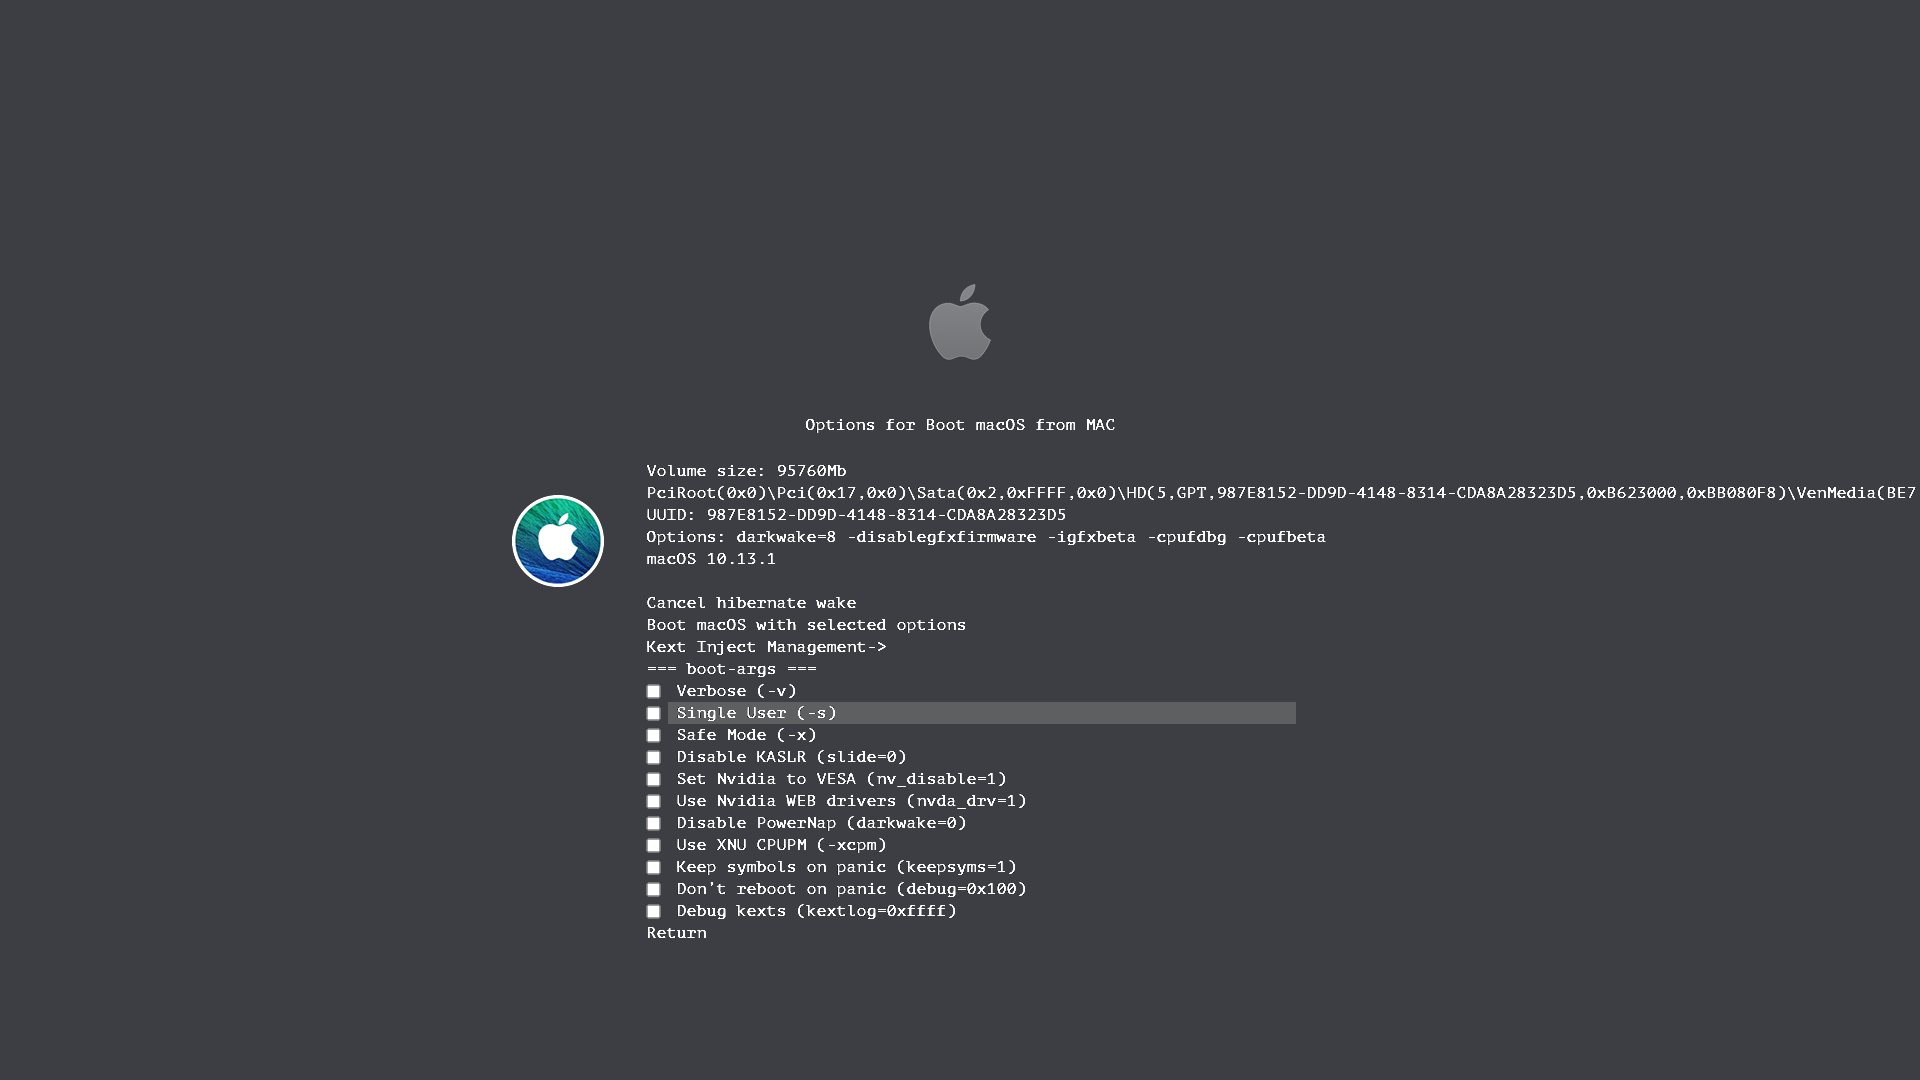 Options for Boot macOS from MAC
Volume size: 95760Mb
PciRoot(0x0)\Pci(0x17,0x0)\Sata(0x2,0xFFFF,0x0)\HD(5,GPT,987E8152-DD9D-4148-8314-CDA8A28323D5,0xB623000,0xBB080F8)\VenMedia(BE7
UUID: 987E8152-DD9D-4148-8314-CDA8A28323D5
Options: darkwake=8 -disablegfxfirmware -igfxbeta -cpufdbg -cpufbeta
macOS 10.13.1
Cancel hibernate wake
Boot macOS with selected options
Kext Inject Management->
=== boot-args ===
Verbose (-v)
Single User (-s)
Safe Mode (-x)
Disable KASLR (slide=0)
Set Nvidia to VESA (nv_disable=1)
Use Nvidia WEB drivers (nvda_drv=1)
Disable PowerNap (darkwake=0)
Use XNU CPUPM (-xcpm)
Keep symbols on panic (keepsyms=1)
Don't reboot on panic (debug=0x100)
Debug kexts (kextlog=0xffff)
Return